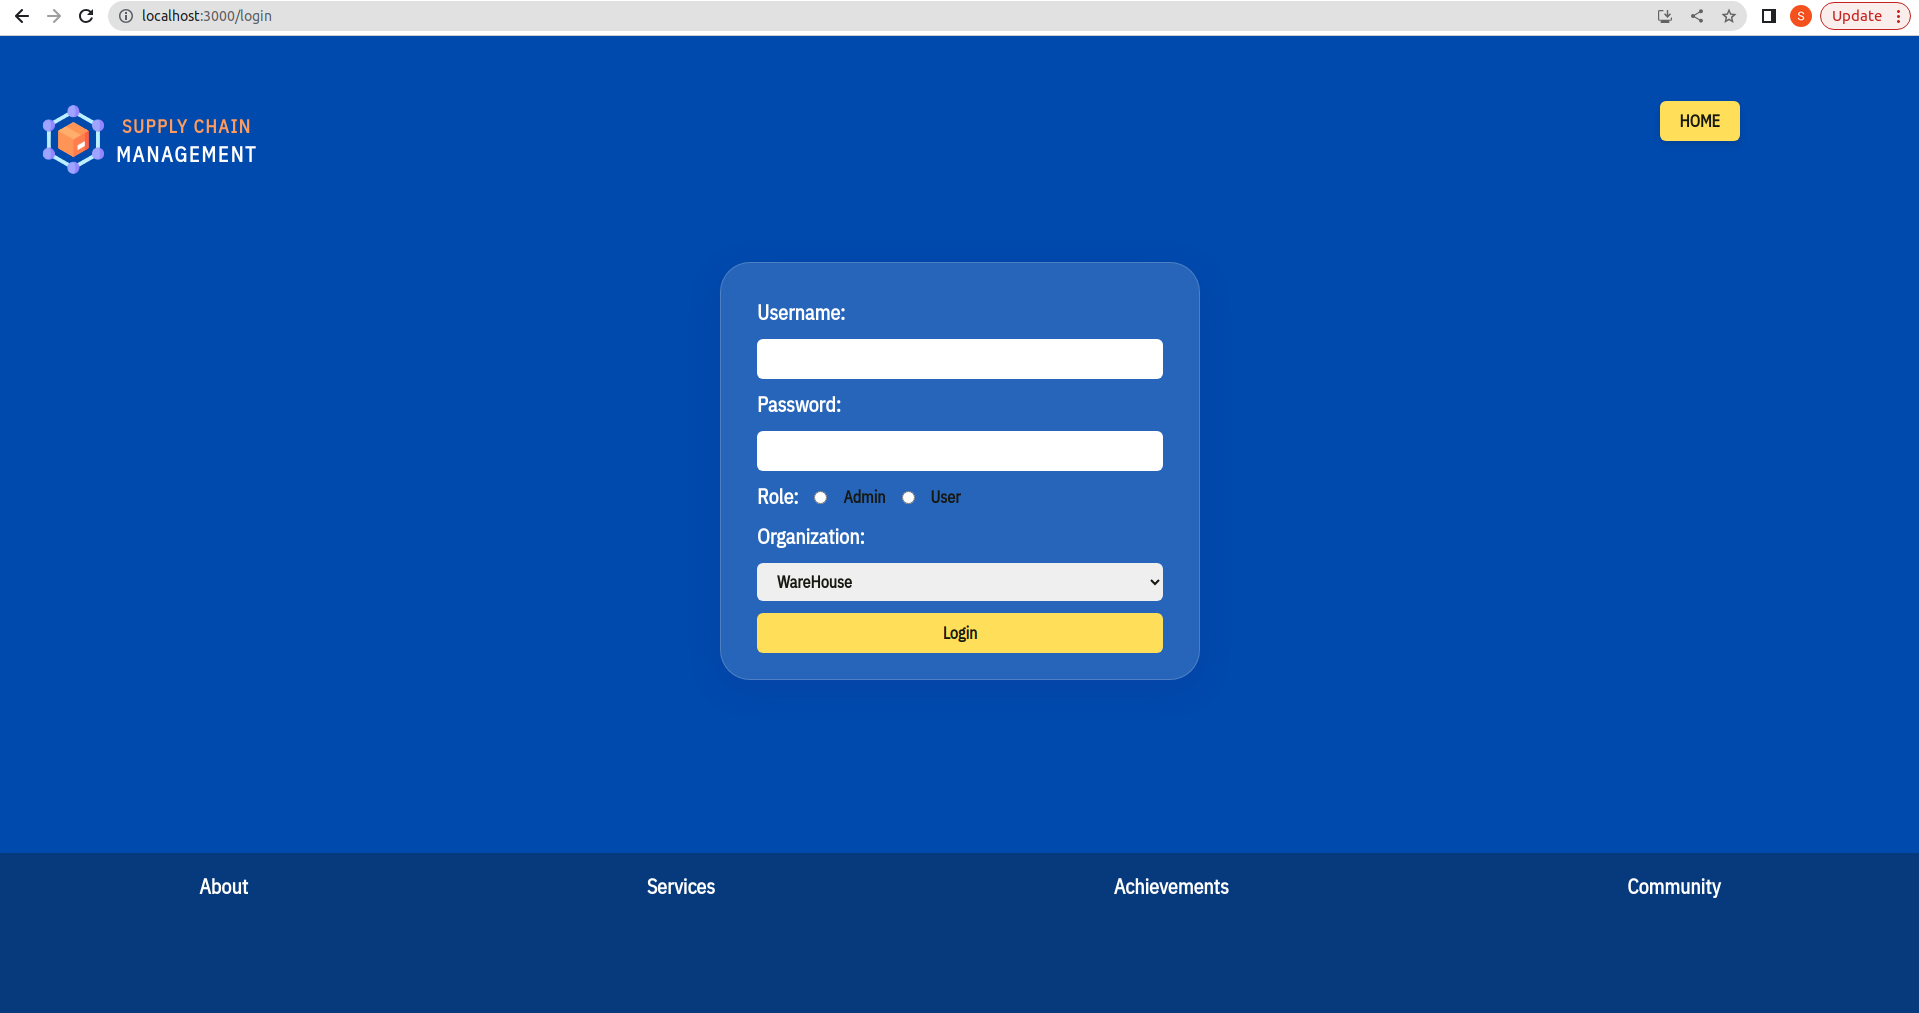 localhost:3000/login
S
Update
SUPPLY CHAIN
MANAGEMENT
HOME
Username:
Password:
Role: Admin User
Organization:
WareHouse
Login
About Services Achievements Community